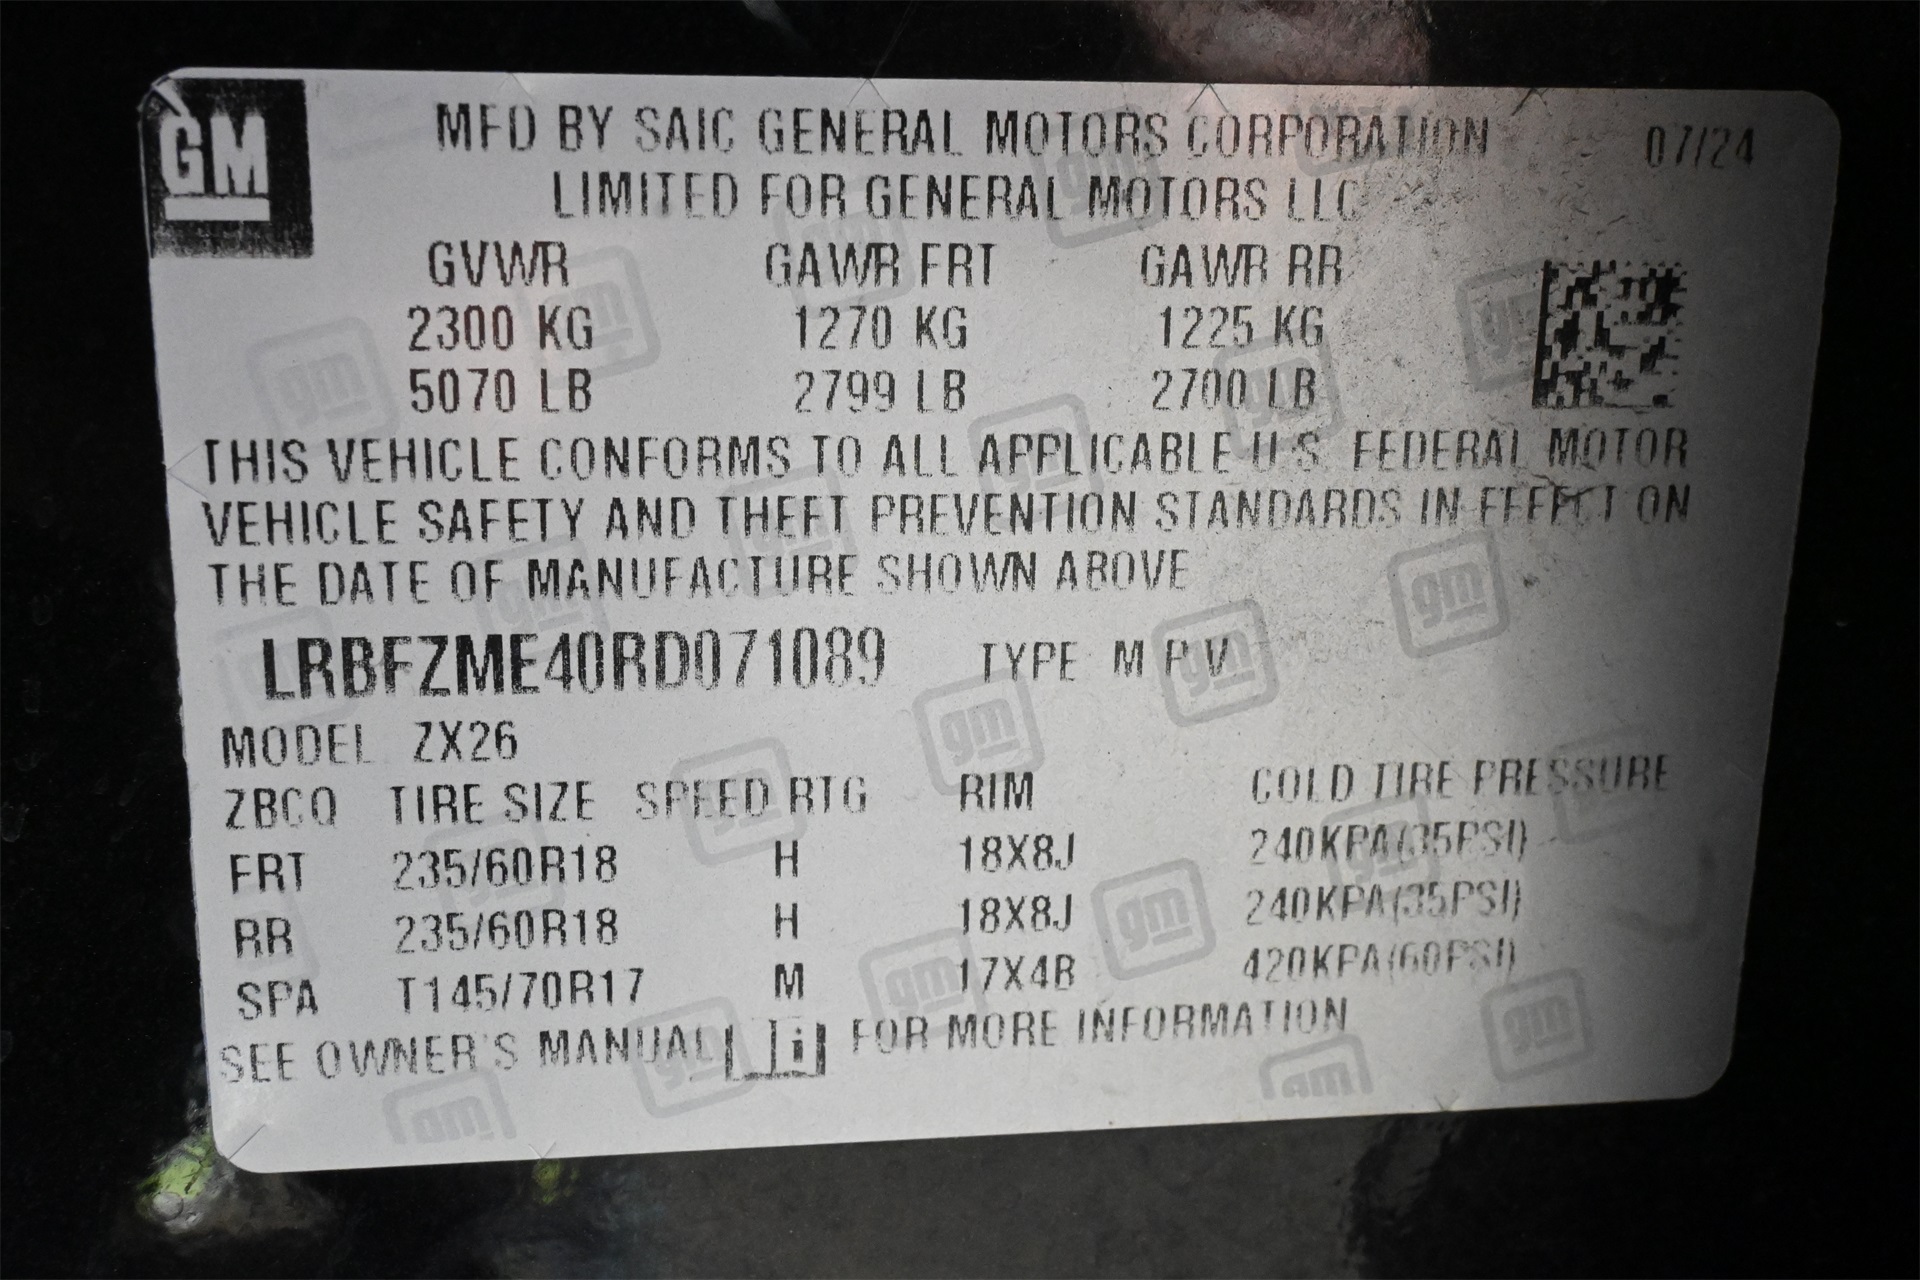 GM
MFD BY SAIC GENERAL MOTORS CORPORATION 07/24
LIMITED FOR GENERAL MOTORS LLC
GVWR GAWR FRT GAWR RR
2300 KG 1270 KG 1225 KG
5070 LB 2799 LB 2700 LB
THIS VEHICLE CONFORMS TO ALL APPLICABLE U.S. FEDERAL MOTOR
VEHICLE SAFETY AND THEFT PREVENTION STANDARDS IN EFFECT ON
THE DATE OF MANUFACTURE SHOWN ABOVE
LRBFZME40RD071089 TYPE M P V
MODEL ZX26
ZBCQ TIRE SIZE SPEED RTG RIM COLD TIRE PRESSURE
FRT 235/60R18 H 18X8J 240KPA(35PSI)
RR 235/60R18 H 18X8J 240KPA(35PSI)
SPA T145/70R17 M 17X4B 420KPA(60PSI)
SEE OWNER'S MANUAL i FOR MORE INFORMATION